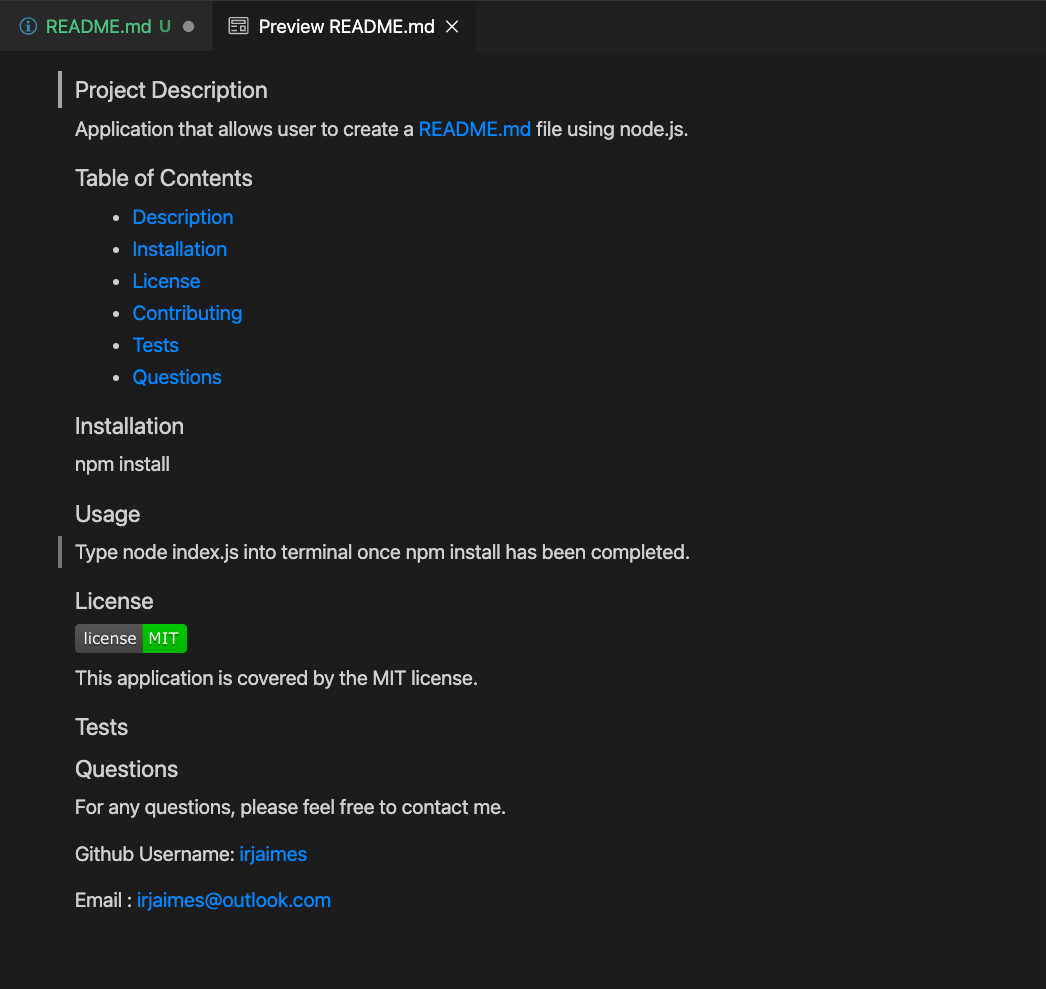 README.md U
Preview README.md
Project Description
Application that allows user to create a README.md file using node.js.
Table of Contents
Description
Installation
License
Contributing
Tests
Questions
Installation
npm install
Usage
Type node index.js into terminal once npm install has been completed.
License
license MIT
This application is covered by the MIT license.
Tests
Questions
For any questions, please feel free to contact me.
Github Username: irjaimes
Email : irjaimes@outlook.com